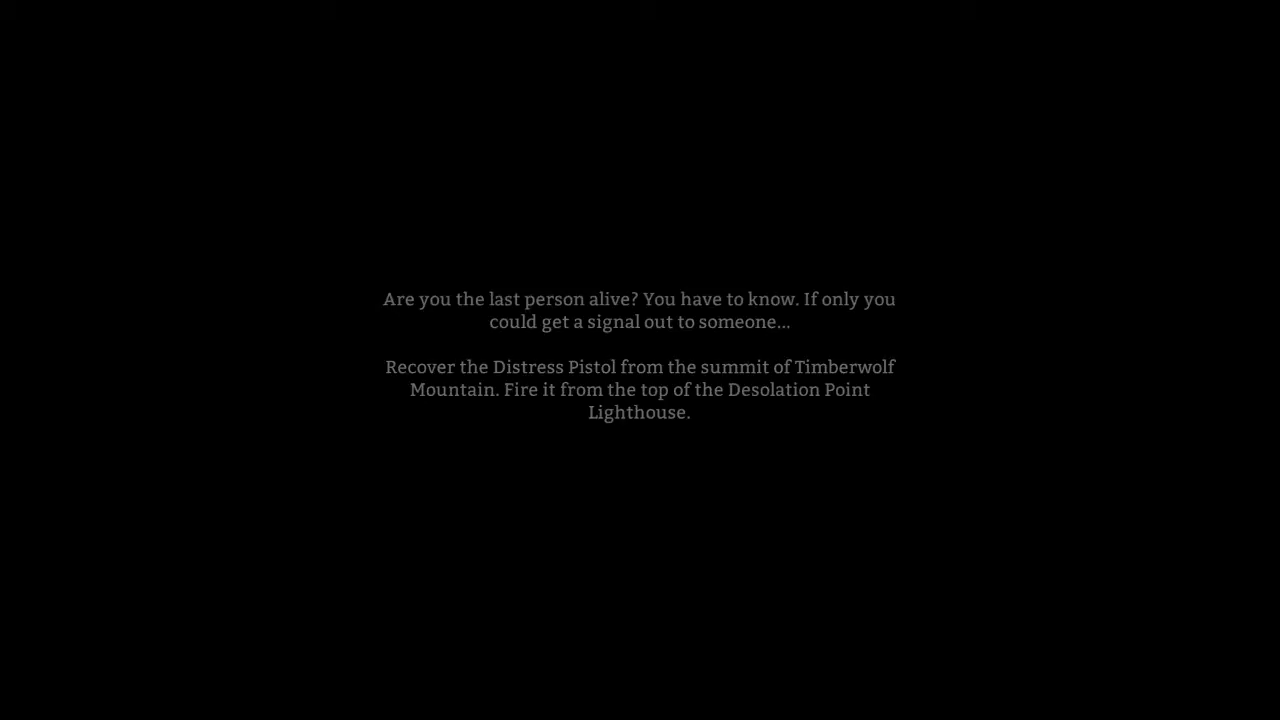 Are you the last person alive? You have to know. If only you
could get a signal out to someone...
Recover the Distress Pistol from the summit of Timberwolf
Mountain. Fire it from the top of the Desolation Point
Lighthouse.